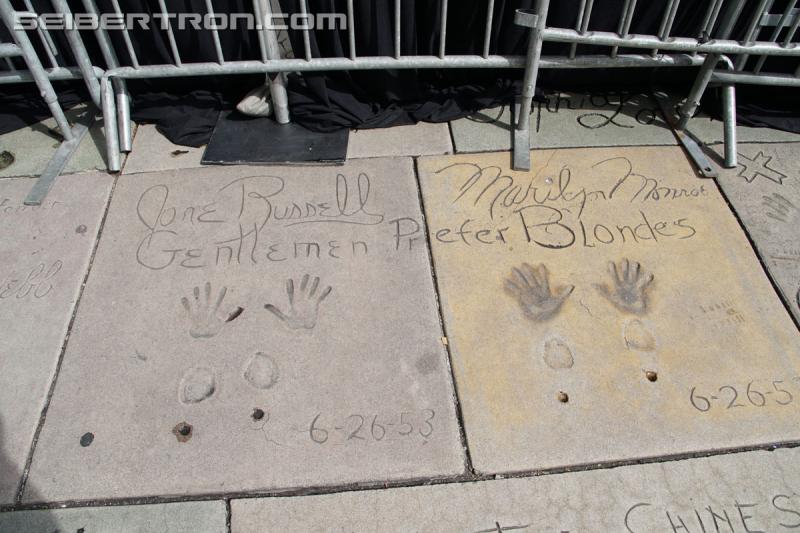 SEIBERTRON.COM
Jane Russell Marilyn Monroe
Gentlemen Prefer Blondes
6-26-53 6-26-5
CHINES